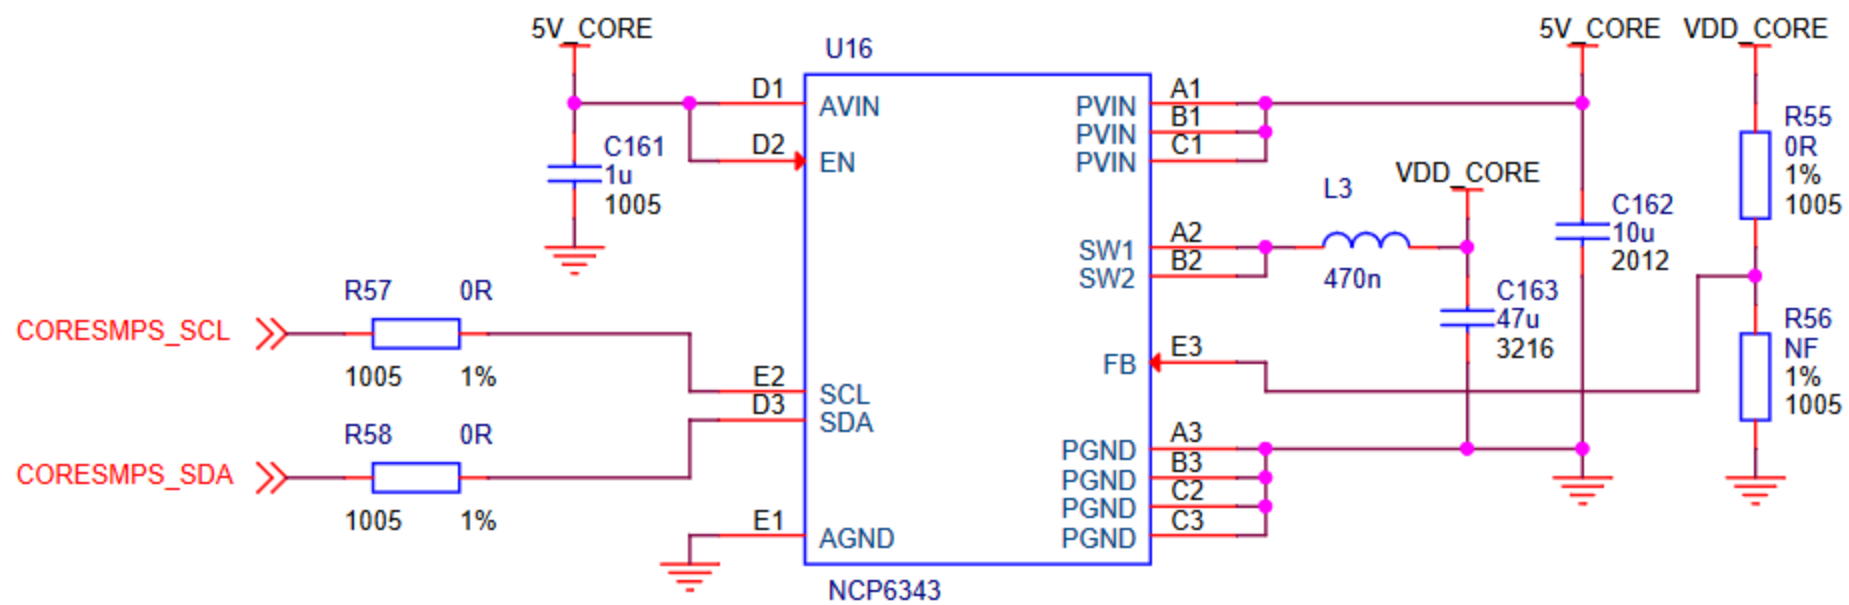 5V_CORE
5V_CORE
VDD_CORE
U16
D1
AVIN
PVIN
A1
B1
PVIN
C1
PVIN
D2
EN
C161
1u
1005
R55
0R
1%
1005
VDD_CORE
L3
470n
C162
10u
2012
SW1
A2
SW2
B2
C163
47u
3216
R57
0R
CORESMPS_SCL
1005
1%
FB
E3
R56
NF
1%
1005
E2
SCL
D3
SDA
R58
0R
CORESMPS_SDA
1005
1%
PGND
A3
PGND
B3
PGND
C2
PGND
C3
E1
AGND
NCP6343